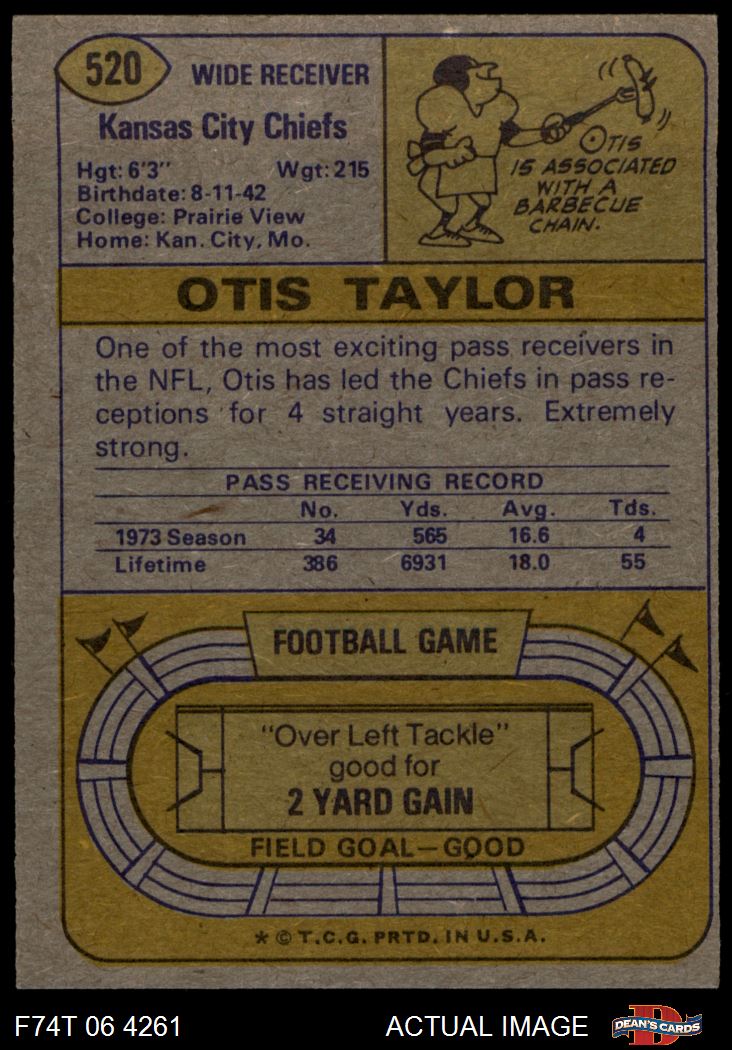 520
WIDE RECEIVER
Kansas City Chiefs
Hgt: 6'3" Wgt: 215
Birthdate: 8-11-42
College: Prairie View
Home: Kan. City, Mo.
OTIS
IS ASSOCIATED
WITH A
BARBECUE
CHAIN.
OTIS TAYLOR
One of the most exciting pass receivers in
the NFL, Otis has led the Chiefs in pass re-
ceptions for 4 straight years. Extremely
strong.
PASS RECEIVING RECORD
No. Yds. Avg. Tds.
1973 Season 34 565 16.6 4
Lifetime 386 6931 18.0 55
FOOTBALL GAME
"Over Left Tackle"
good for
2 YARD GAIN
FIELD GOAL—GOOD
* © T.C.G. PRTD. IN U.S.A.
F74T 06 4261 ACTUAL IMAGE
D
DEAN'S CARDS